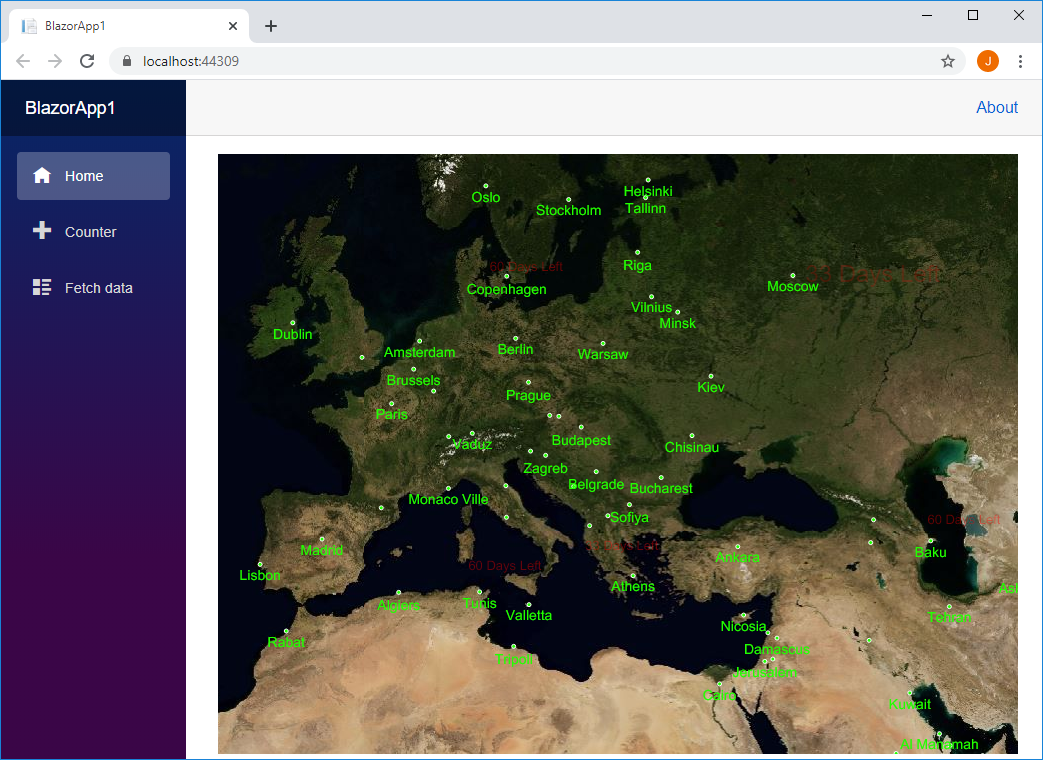 BlazorApp1
localhost:44309
J
BlazorApp1
About
Home
Counter
Fetch data
Oslo
Helsinki
Stockholm
Tallinn
Riga
60 Days Left
Days Left
Copenhagen
Moscow
Vilnius
Minsk
Dublin
Amsterdam
Berlin
Warsaw
Brussels
Prague
Kiev
Paris
Vaduz
Budapest
Chisinau
Zagreb
Belgrade
Bucharest
Monaco Ville
Sofiya
60 Days Left
Madrid
Days Left
Ankara
Baku
60 Days Left
Lisbon
Athens
Algiers
Tunis
Valletta
Tehran
Rabat
Nicosia
Damascus
Tripoli
Jerusalem
Cairo
Kuwait
Al Manamah